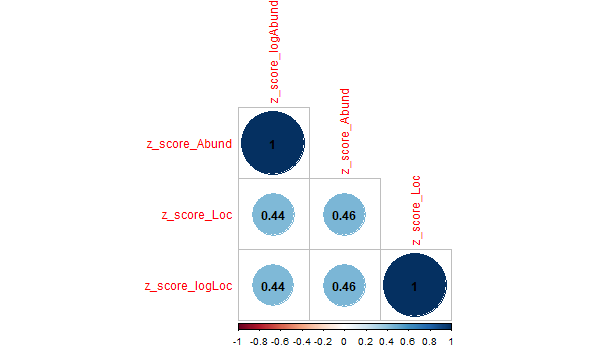 z_score_logAbund
z_score_Abund
z_score_Loc
z_score_Abund
1
z_score_Loc
0.44
0.46
z_score_logLoc
0.44
0.46
1
-1 -0.8 -0.6 -0.4 -0.2 0 0.2 0.4 0.6 0.8 1